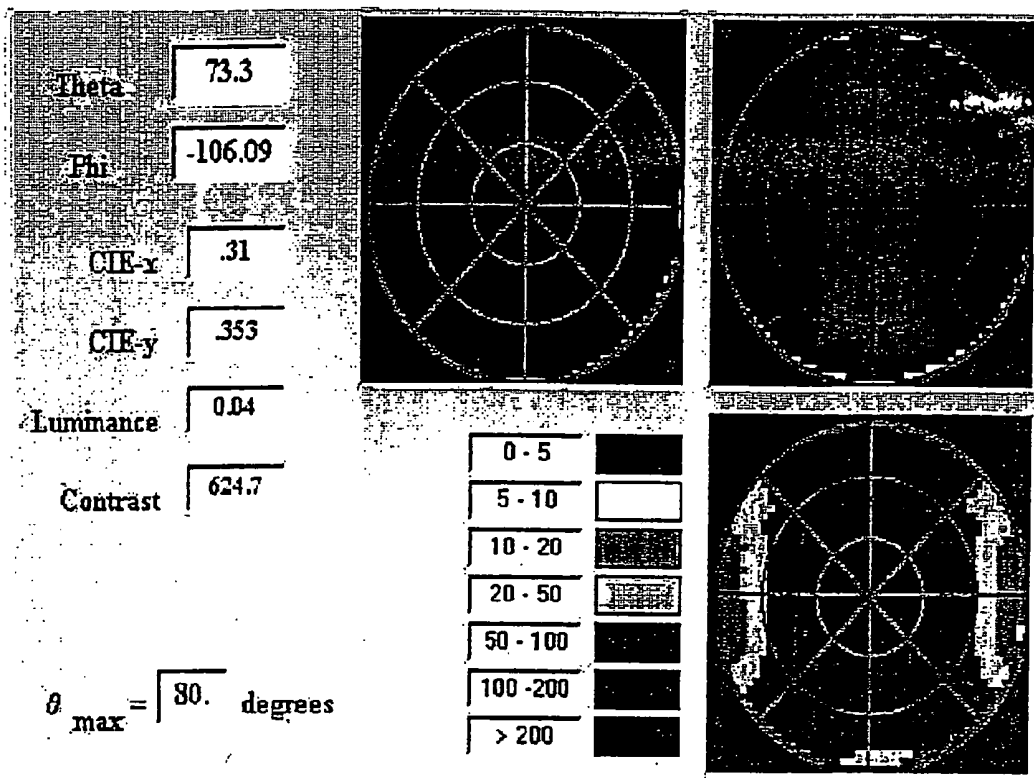 Theta 73.3
Phi -106.09
CIE-x .31
CIE-y .353
Luminance 0.04
Contrast 624.7
0 - 5
5 - 10
10 - 20
20 - 50
50 - 100
100 -200
> 200
θ max = 80. degrees